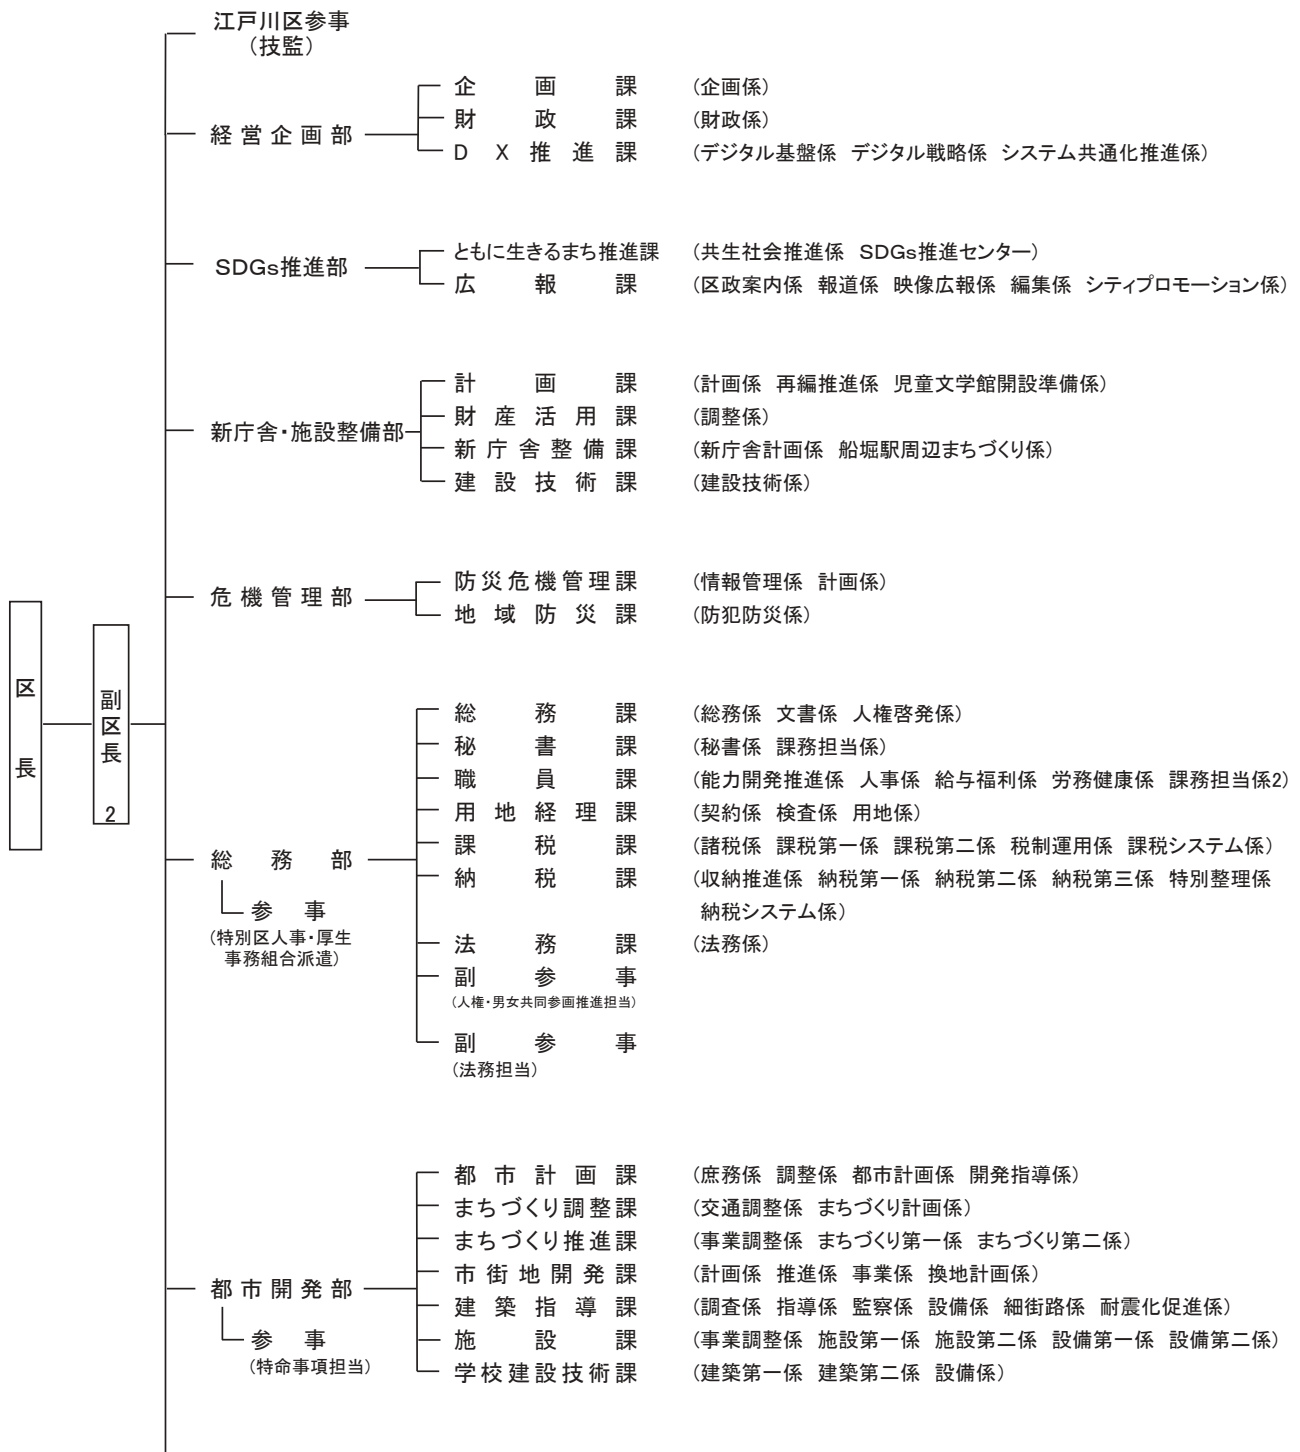 江戸川区参事
（技監）
経営企画部
企画課　（企画係）
財政課　（財政係）
ＤＸ推進課　（デジタル基盤係　デジタル戦略係　システム共通化推進係）
SDGs推進部
ともに生きるまち推進課　（共生社会推進係　SDGs推進センター）
広報課　（区政案内係　報道係　映像広報係　編集係　シティプロモーション係）
新庁舎・施設整備部
計画課　（計画係　再編推進係　児童文学館開設準備係）
財産活用課　（調整係）
新庁舎整備課　（新庁舎計画係　船堀駅周辺まちづくり係）
建設技術課　（建設技術係）
危機管理部
防災危機管理課　（情報管理係　計画係）
地域防災課　（防犯防災係）
区長
副区長　2
総務部
参事
（特別区人事・厚生
事務組合派遣）
総務課　（総務係　文書係　人権啓発係）
秘書課　（秘書係　課務担当係）
職員課　（能力開発推進係　人事係　給与福利係　労務健康係　課務担当係2）
用地経理課　（契約係　検査係　用地係）
課税課　（諸税係　課税第一係　課税第二係　税制運用係　課税システム係）
納税課　（収納推進係　納税第一係　納税第二係　納税第三係　特別整理係
納税システム係）
法務課　（法務係）
副参事
（人権・男女共同参画推進担当）
副参事
（法務担当）
都市開発部
参事
（特命事項担当）
都市計画課　（庶務係　調整係　都市計画係　開発指導係）
まちづくり調整課　（交通調整係　まちづくり計画係）
まちづくり推進課　（事業調整係　まちづくり第一係　まちづくり第二係）
市街地開発課　（計画係　推進係　事業係　換地計画係）
建築指導課　（調査係　指導係　監察係　設備係　細街路係　耐震化促進係）
施設課　（事業調整係　施設第一係　施設第二係　設備第一係　設備第二係）
学校建設技術課　（建築第一係　建築第二係　設備係）